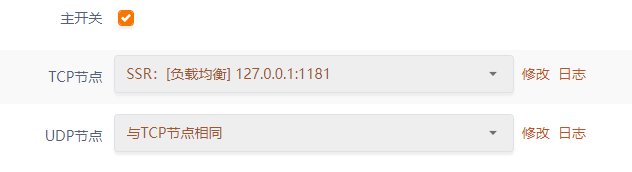 主开关
TCP节点 SSR：[负载均衡] 127.0.0.1:1181 修改 日志
UDP节点 与TCP节点相同 修改 日志